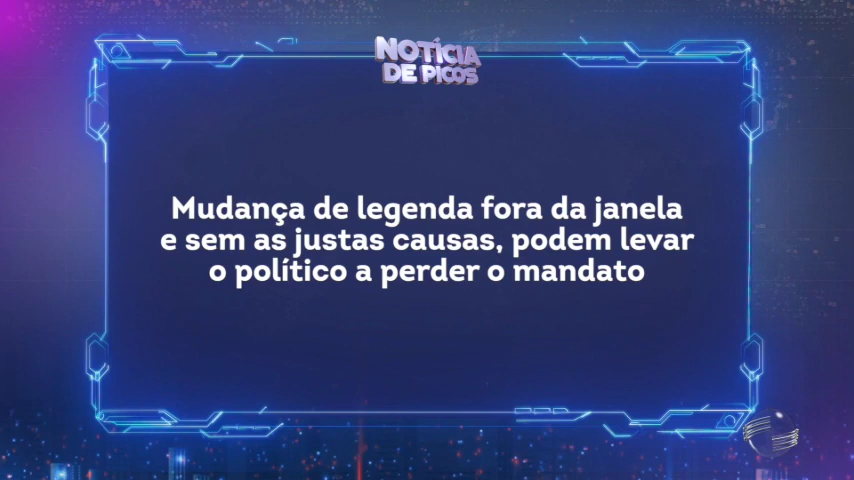 NOTÍCIA
DE PICOS
Mudança de legenda fora da janela
e sem as justas causas, podem levar
o político a perder o mandato